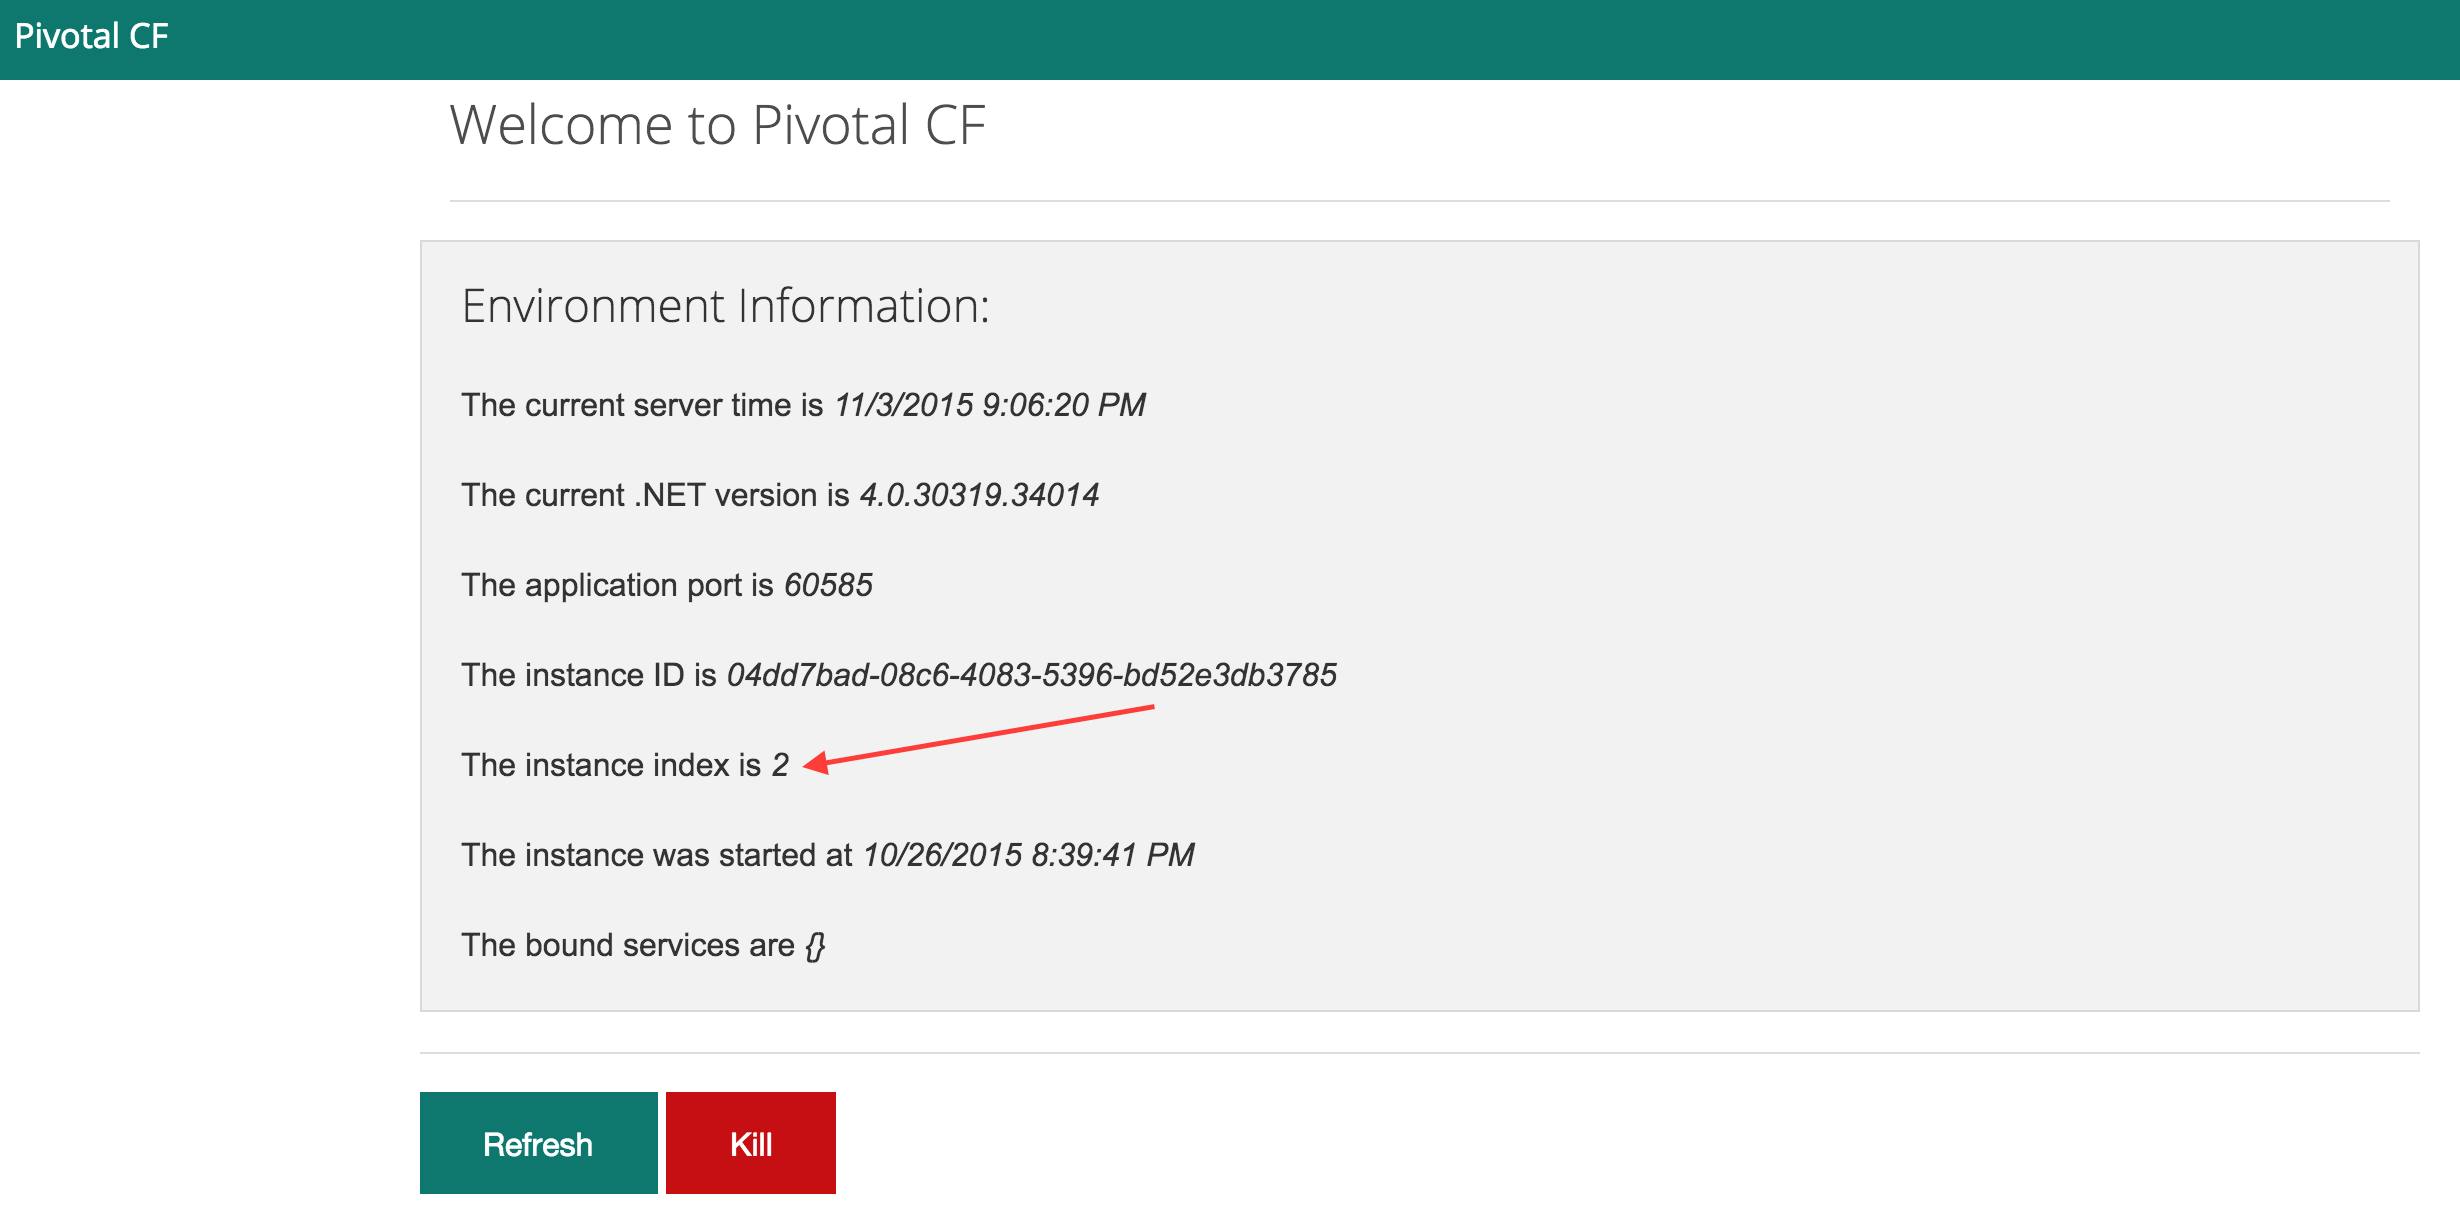 Pivotal CF
Welcome to Pivotal CF
Environment Information:
The current server time is 11/3/2015 9:06:20 PM
The current .NET version is 4.0.30319.34014
The application port is 60585
The instance ID is 04dd7bad-08c6-4083-5396-bd52e3db3785
The instance index is 2
The instance was started at 10/26/2015 8:39:41 PM
The bound services are {}
Refresh
Kill